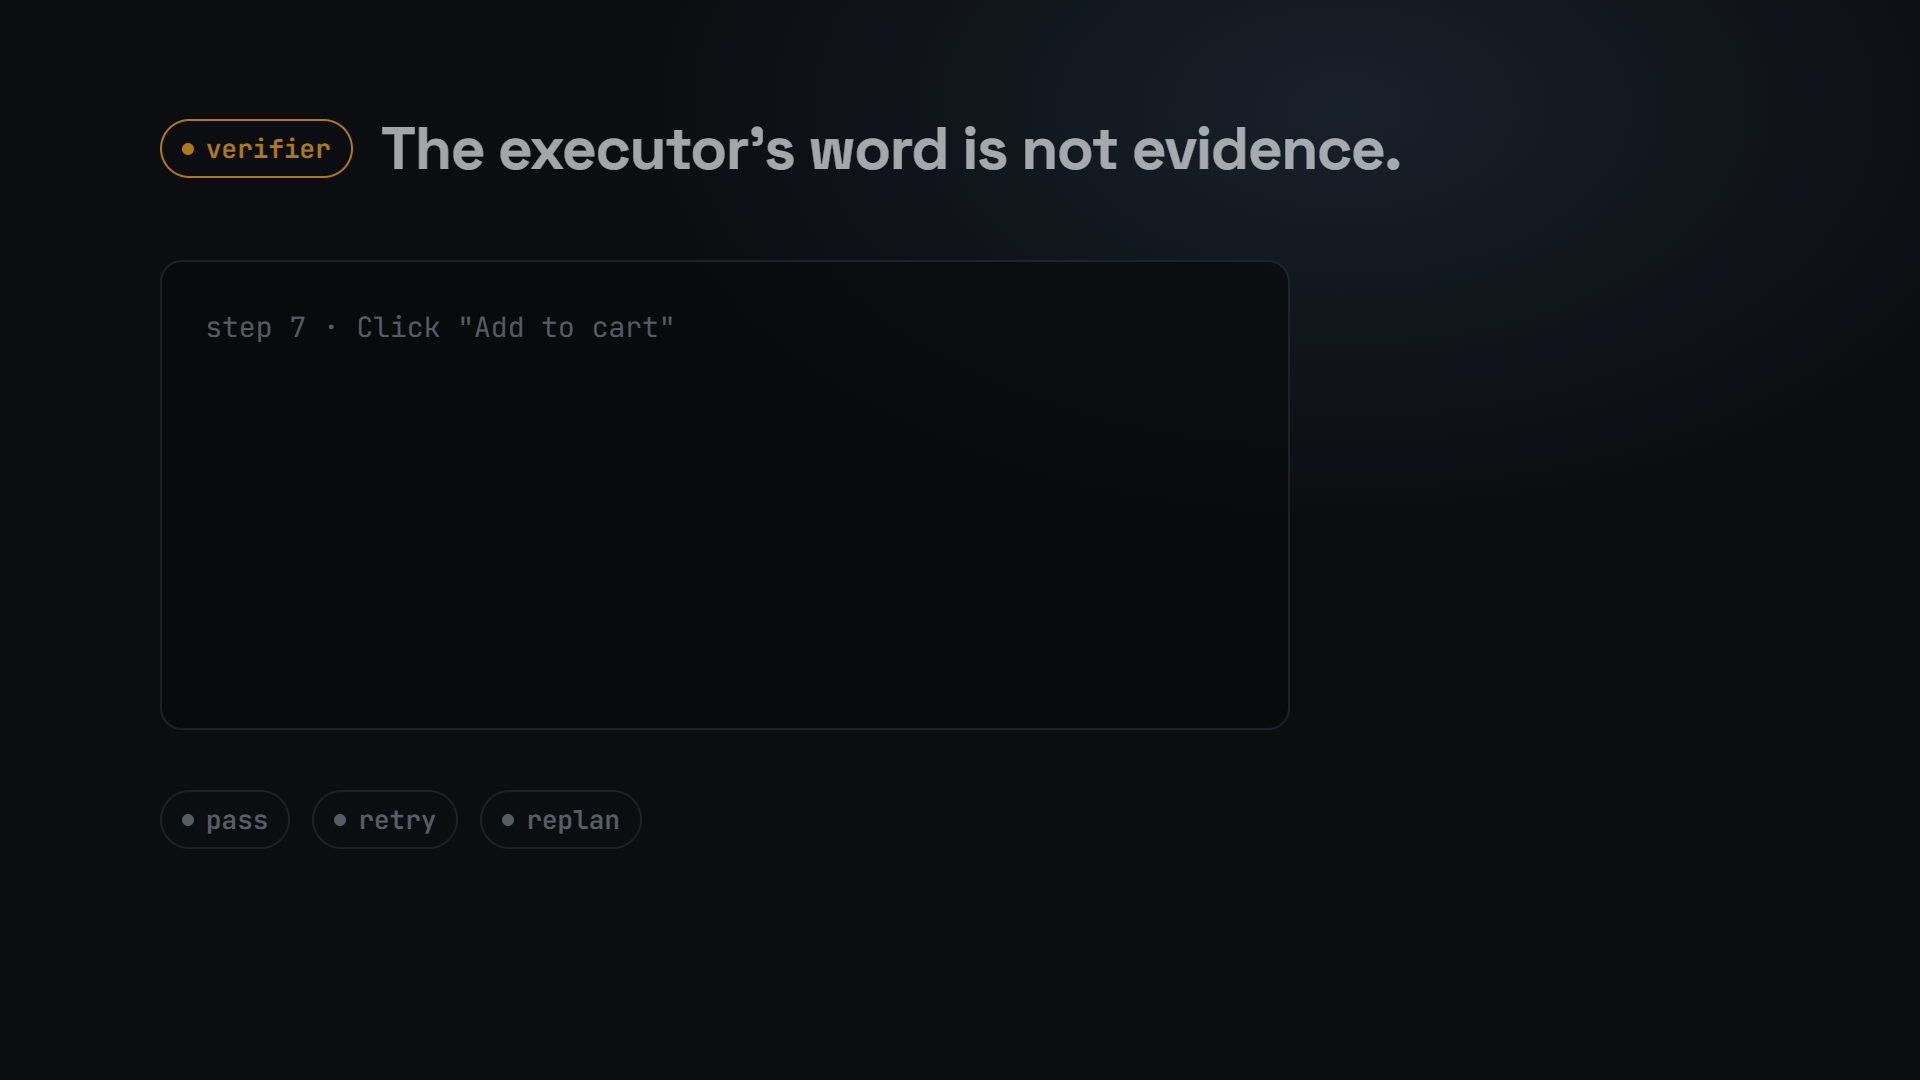 verifier The executor’s word is not evidence.
step 7 · Click "Add to cart"
pass retry replan